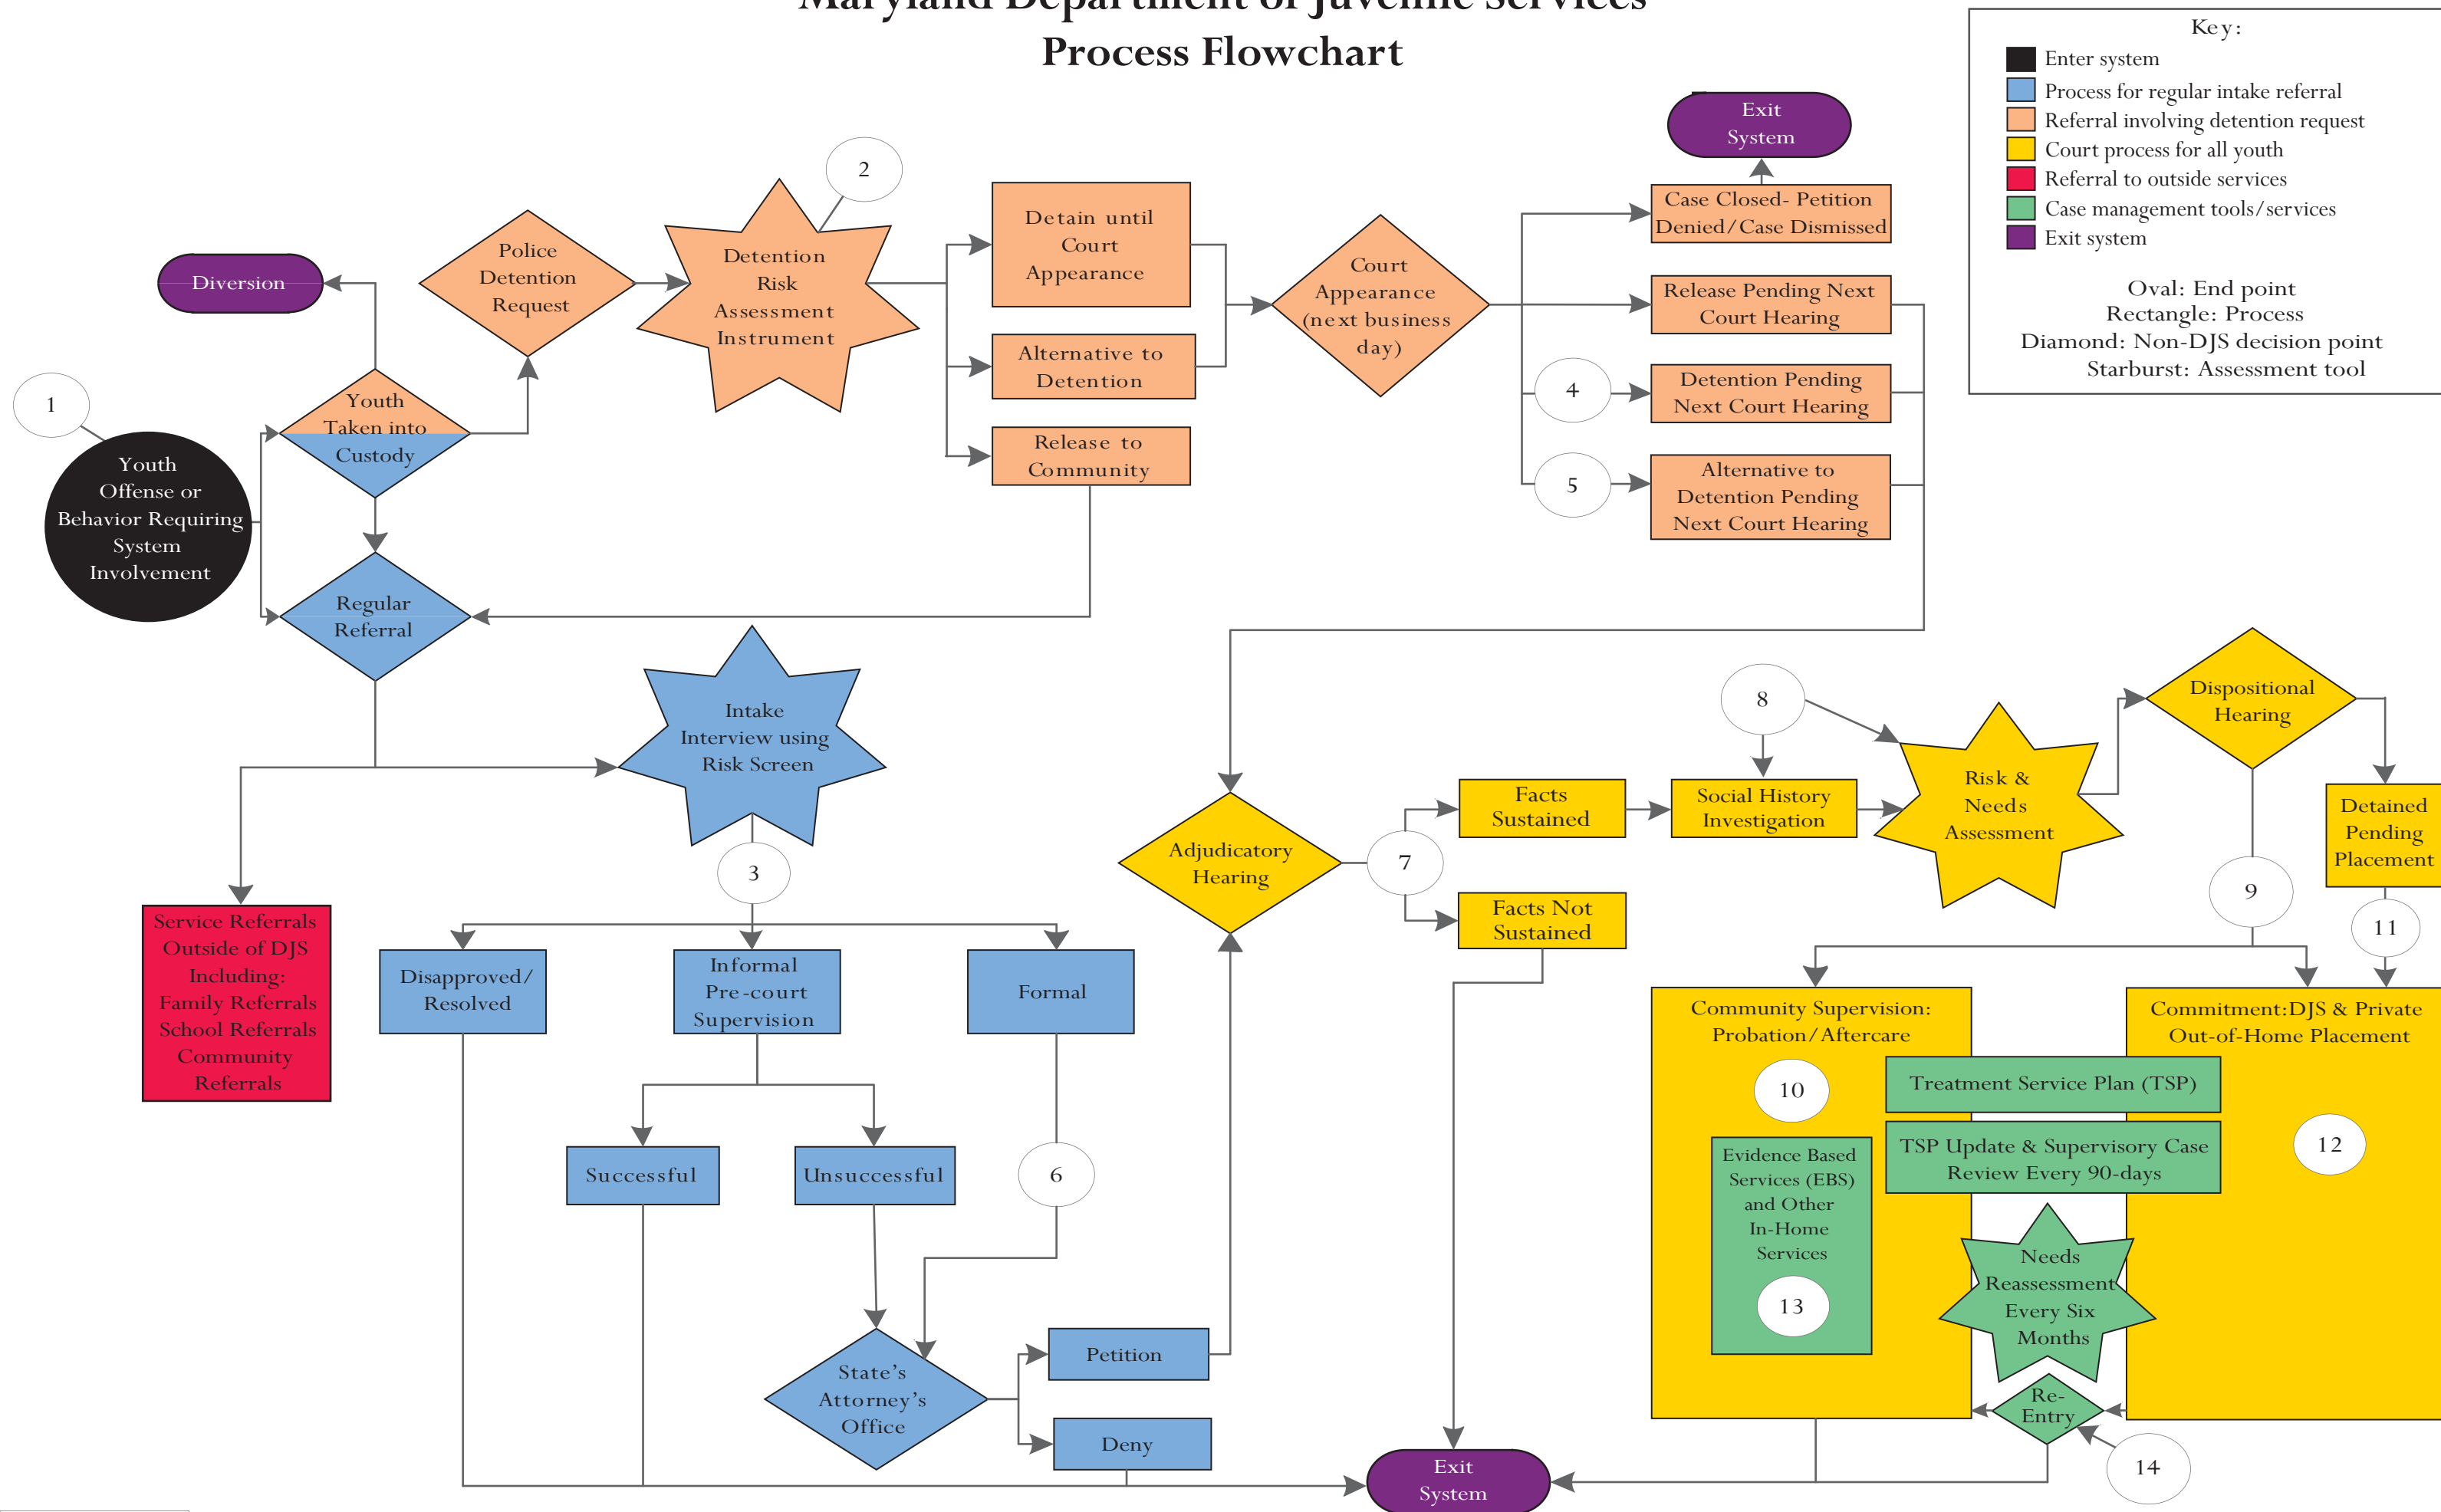 Maryland Department of Juvenile Services
Process Flowchart
Key:
Enter system
Process for regular intake referral
Referral involving detention request
Court process for all youth
Referral to outside services
Case management tools/services
Exit system
Oval: End point
Rectangle: Process
Diamond: Non-DJS decision point
Starburst: Assessment tool
Exit
System
2
Case Closed- Petition
Denied/Case Dismissed
Detain until
Court
Appearance
Police
Detention
Request
Detention
Risk
Assessment
Instrument
Diversion
Court
Appearance
(next business
day)
Release Pending Next
Court Hearing
Alternative to
Detention
4
Detention Pending
Next Court Hearing
1
Youth
Taken into
Custody
Release to
Community
5
Alternative to
Detention Pending
Next Court Hearing
Youth
Offense or
Behavior Requiring
System
Involvement
Regular
Referral
Intake
Interview using
Risk Screen
8
Dispositional
Hearing
Facts
Sustained
Social History
Investigation
Risk &
Needs
Assessment
Detained
Pending
Placement
Adjudicatory
Hearing
7
3
9
Facts Not
Sustained
11
Service Referrals
Outside of DJS
Including:
Family Referrals
School Referrals
Community
Referrals
Disapproved/
Resolved
Informal
Pre-court
Supervision
Formal
Community Supervision:
Probation/Aftercare
Commitment:DJS & Private
Out-of-Home Placement
10
Treatment Service Plan (TSP)
12
TSP Update & Supervisory Case
Review Every 90-days
Evidence Based
Services (EBS)
and Other
In-Home
Services
13
Successful
Unsuccessful
6
Needs
Reassessment
Every Six
Months
State's
Attorney's
Office
Petition
Deny
Re-
Entry
14
Exit
System